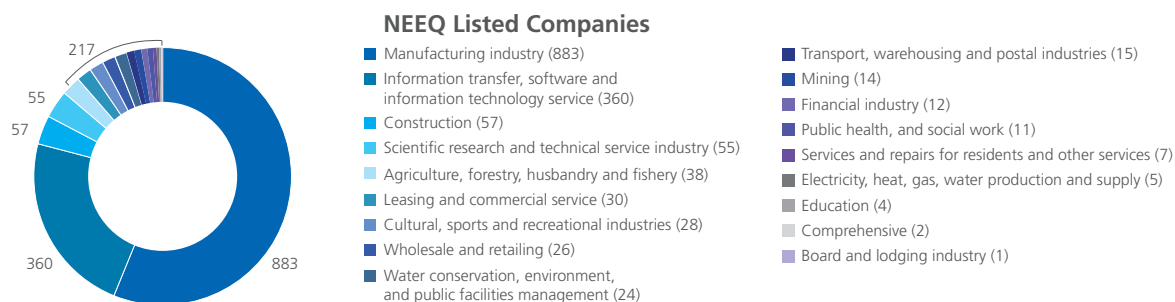 NEEQ Listed Companies
217
55
57
360
883
Manufacturing industry (883)
Information transfer, software and
information technology service (360)
Construction (57)
Scientific research and technical service industry (55)
Agriculture, forestry, husbandry and fishery (38)
Leasing and commercial service (30)
Cultural, sports and recreational industries (28)
Wholesale and retailing (26)
Water conservation, environment,
and public facilities management (24)
Transport, warehousing and postal industries (15)
Mining (14)
Financial industry (12)
Public health, and social work (11)
Services and repairs for residents and other services (7)
Electricity, heat, gas, water production and supply (5)
Education (4)
Comprehensive (2)
Board and lodging industry (1)